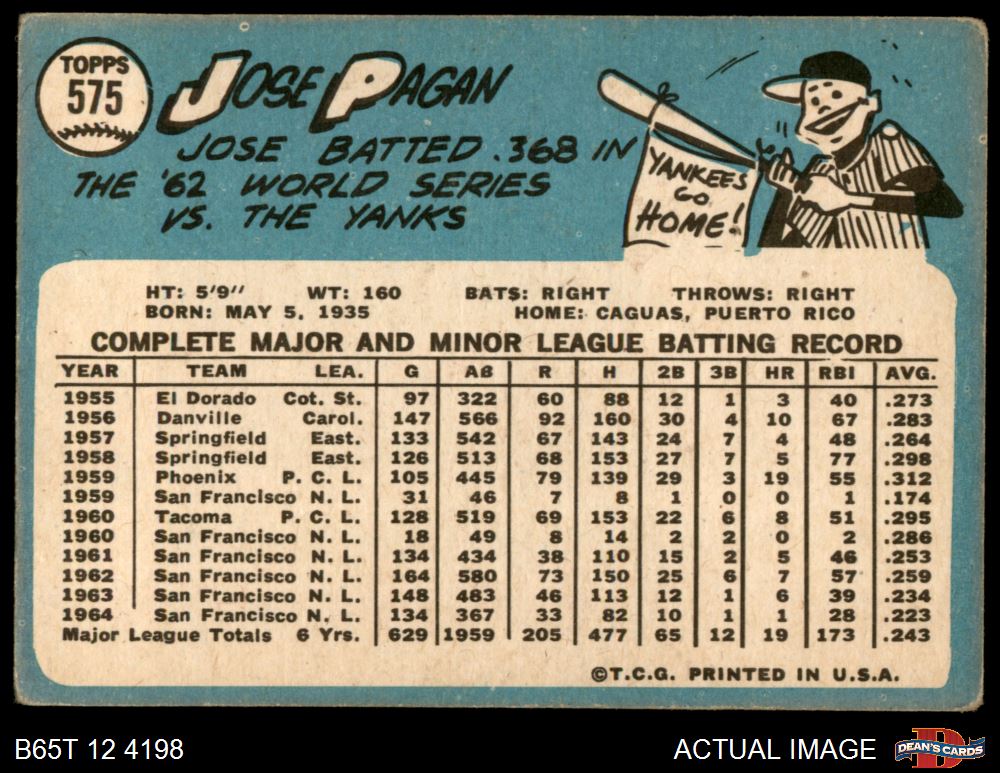 TOPPS
575
JOSE PAGAN
JOSE BATTED .368 IN
THE '62 WORLD SERIES
VS. THE YANKS
YANKEES
GO
HOME!
HT: 5'9" WT: 160 BATS: RIGHT THROWS: RIGHT
BORN: MAY 5, 1935 HOME: CAGUAS, PUERTO RICO
COMPLETE MAJOR AND MINOR LEAGUE BATTING RECORD
YEAR TEAM LEA. G AB R H 2B 3B HR RBI AVG.
1955 El Dorado Cot. St. 97 322 60 88 12 1 3 40 .273
1956 Danville Carol. 147 566 92 160 30 4 10 67 .283
1957 Springfield East. 133 542 67 143 24 7 4 48 .264
1958 Springfield East. 126 513 68 153 27 7 5 77 .298
1959 Phoenix P. C. L. 105 445 79 139 29 3 19 55 .312
1959 San Francisco N. L. 31 46 7 8 1 0 0 1 .174
1960 Tacoma P. C. L. 128 519 69 153 22 6 8 51 .295
1960 San Francisco N. L. 18 49 8 14 2 2 0 2 .286
1961 San Francisco N. L. 134 434 38 110 15 2 5 46 .253
1962 San Francisco N. L. 164 580 73 150 25 6 7 57 .259
1963 San Francisco N. L. 148 483 46 113 12 1 6 39 .234
1964 San Francisco N. L. 134 367 33 82 10 1 1 28 .223
Major League Totals 6 Yrs. 629 1959 205 477 65 12 19 173 .243
©T.C.G. PRINTED IN U.S.A.
B65T 12 4198 ACTUAL IMAGE
D
DEAN'S CARDS